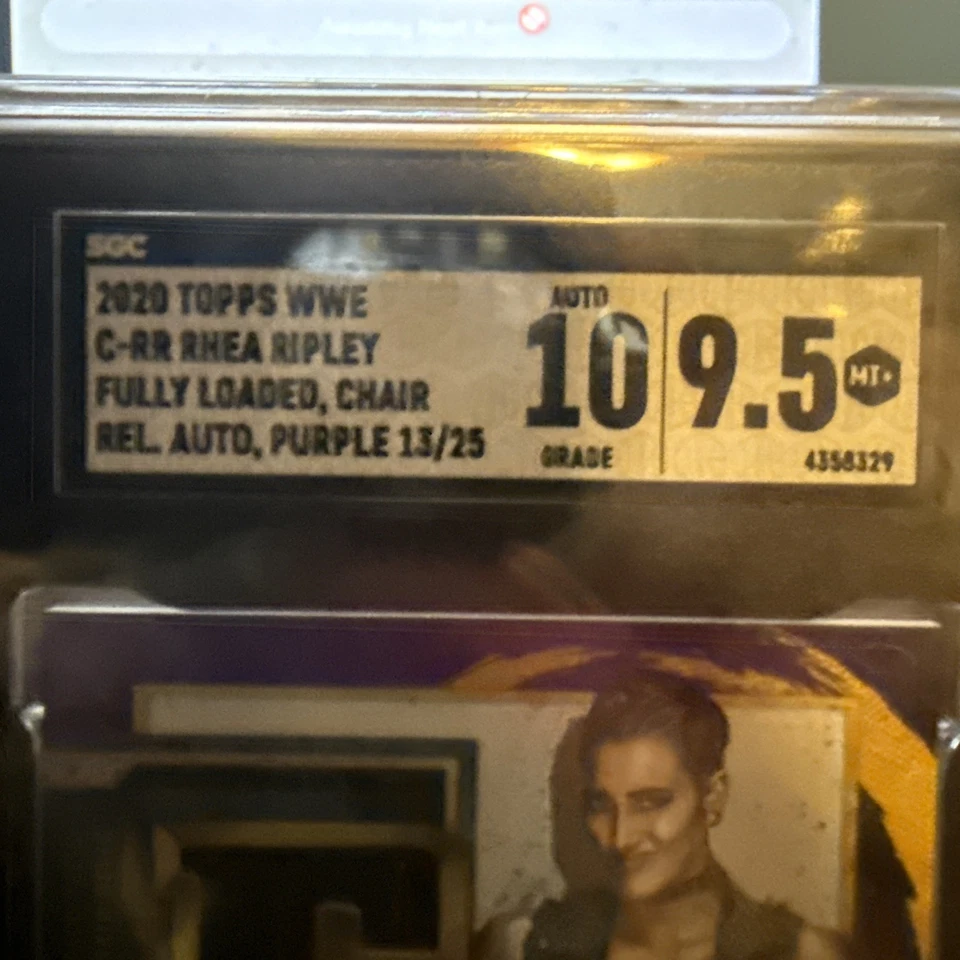 SGC
2020 TOPPS WWE
C-RR RHEA RIPLEY
FULLY LOADED, CHAIR
REL. AUTO, PURPLE 13/25
AUTO
10
GRADE
9.5
MT+
4358329